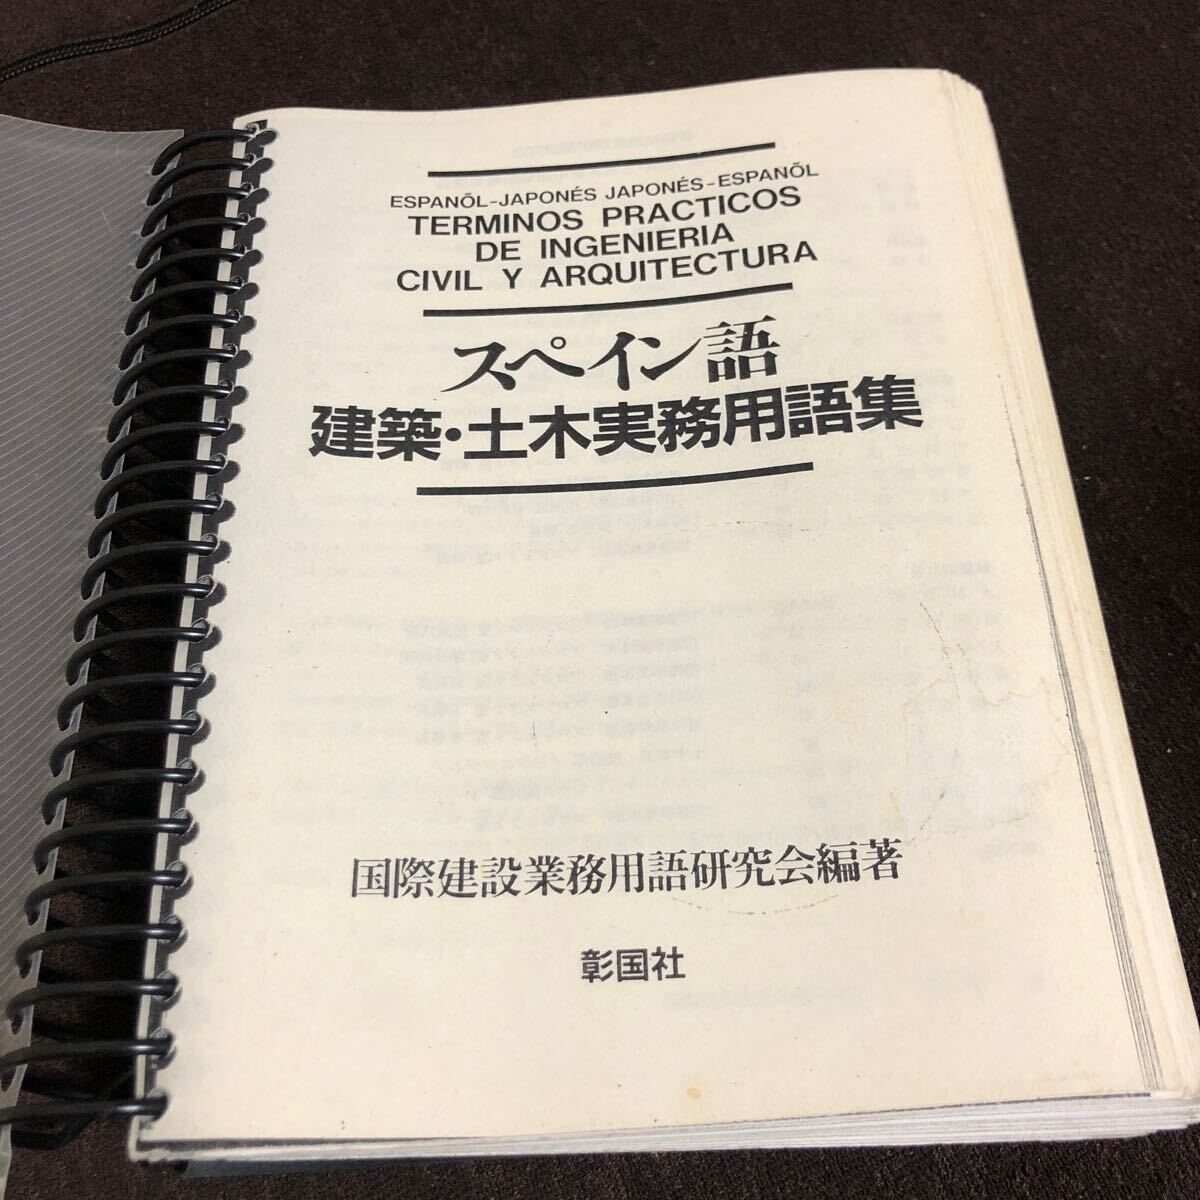 ESPANÕL-JAPONÉS JAPONÉS-ESPANÕL
TERMINOS PRACTICOS
DE INGENIERIA
CIVIL Y ARQUITECTURA
スペイン語
建築・土木実務用語集
国際建設業務用語研究会編著
彰国社